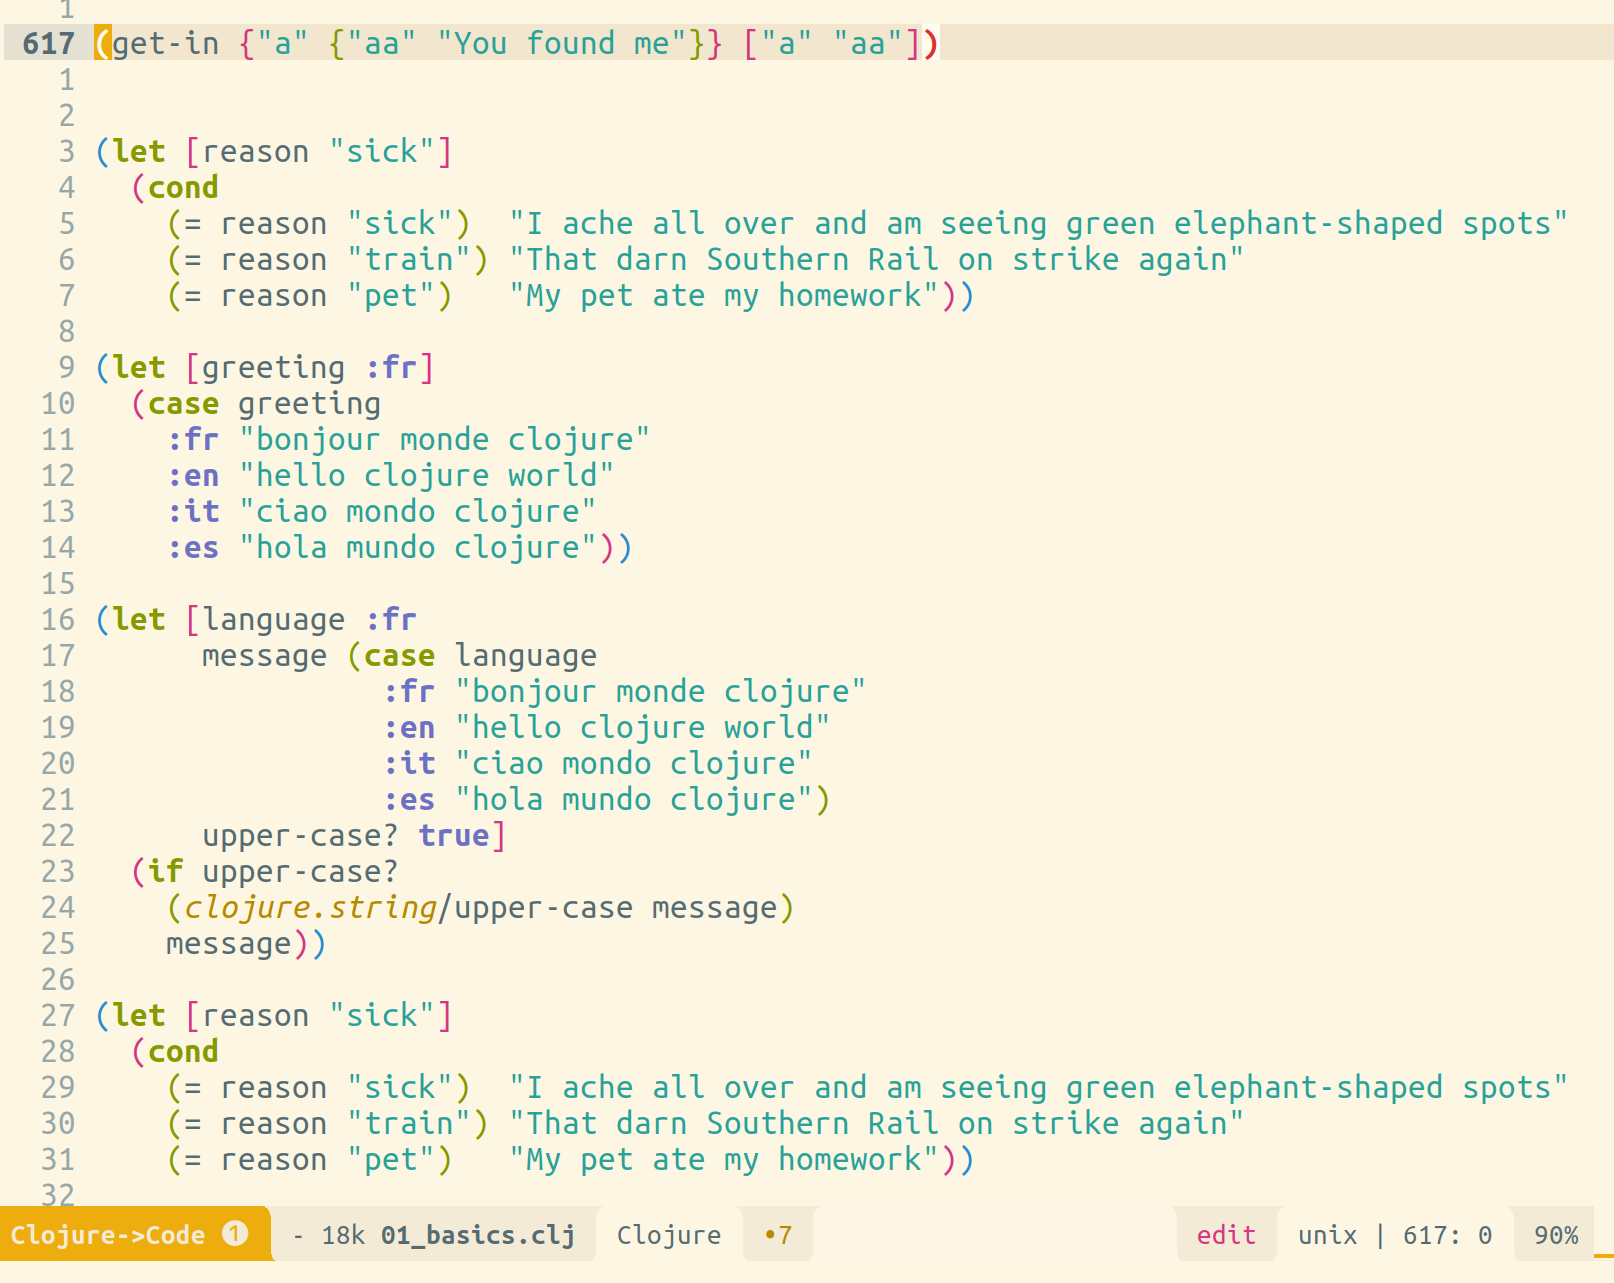 1
617 (get-in {"a" {"aa" "You found me"}} ["a" "aa"])
1
2
3 (let [reason "sick"]
4   (cond
5     (= reason "sick")  "I ache all over and am seeing green elephant-shaped spots"
6     (= reason "train") "That darn Southern Rail on strike again"
7     (= reason "pet")   "My pet ate my homework"))
8
9 (let [greeting :fr]
10   (case greeting
11     :fr "bonjour monde clojure"
12     :en "hello clojure world"
13     :it "ciao mondo clojure"
14     :es "hola mundo clojure"))
15
16 (let [language :fr
17       message (case language
18                 :fr "bonjour monde clojure"
19                 :en "hello clojure world"
20                 :it "ciao mondo clojure"
21                 :es "hola mundo clojure")
22       upper-case? true]
23   (if upper-case?
24     (clojure.string/upper-case message)
25     message))
26
27 (let [reason "sick"]
28   (cond
29     (= reason "sick")  "I ache all over and am seeing green elephant-shaped spots"
30     (= reason "train") "That darn Southern Rail on strike again"
31     (= reason "pet")   "My pet ate my homework"))
32
Clojure->Code ❶ - 18k 01_basics.clj Clojure •7 edit unix | 617: 0 90%